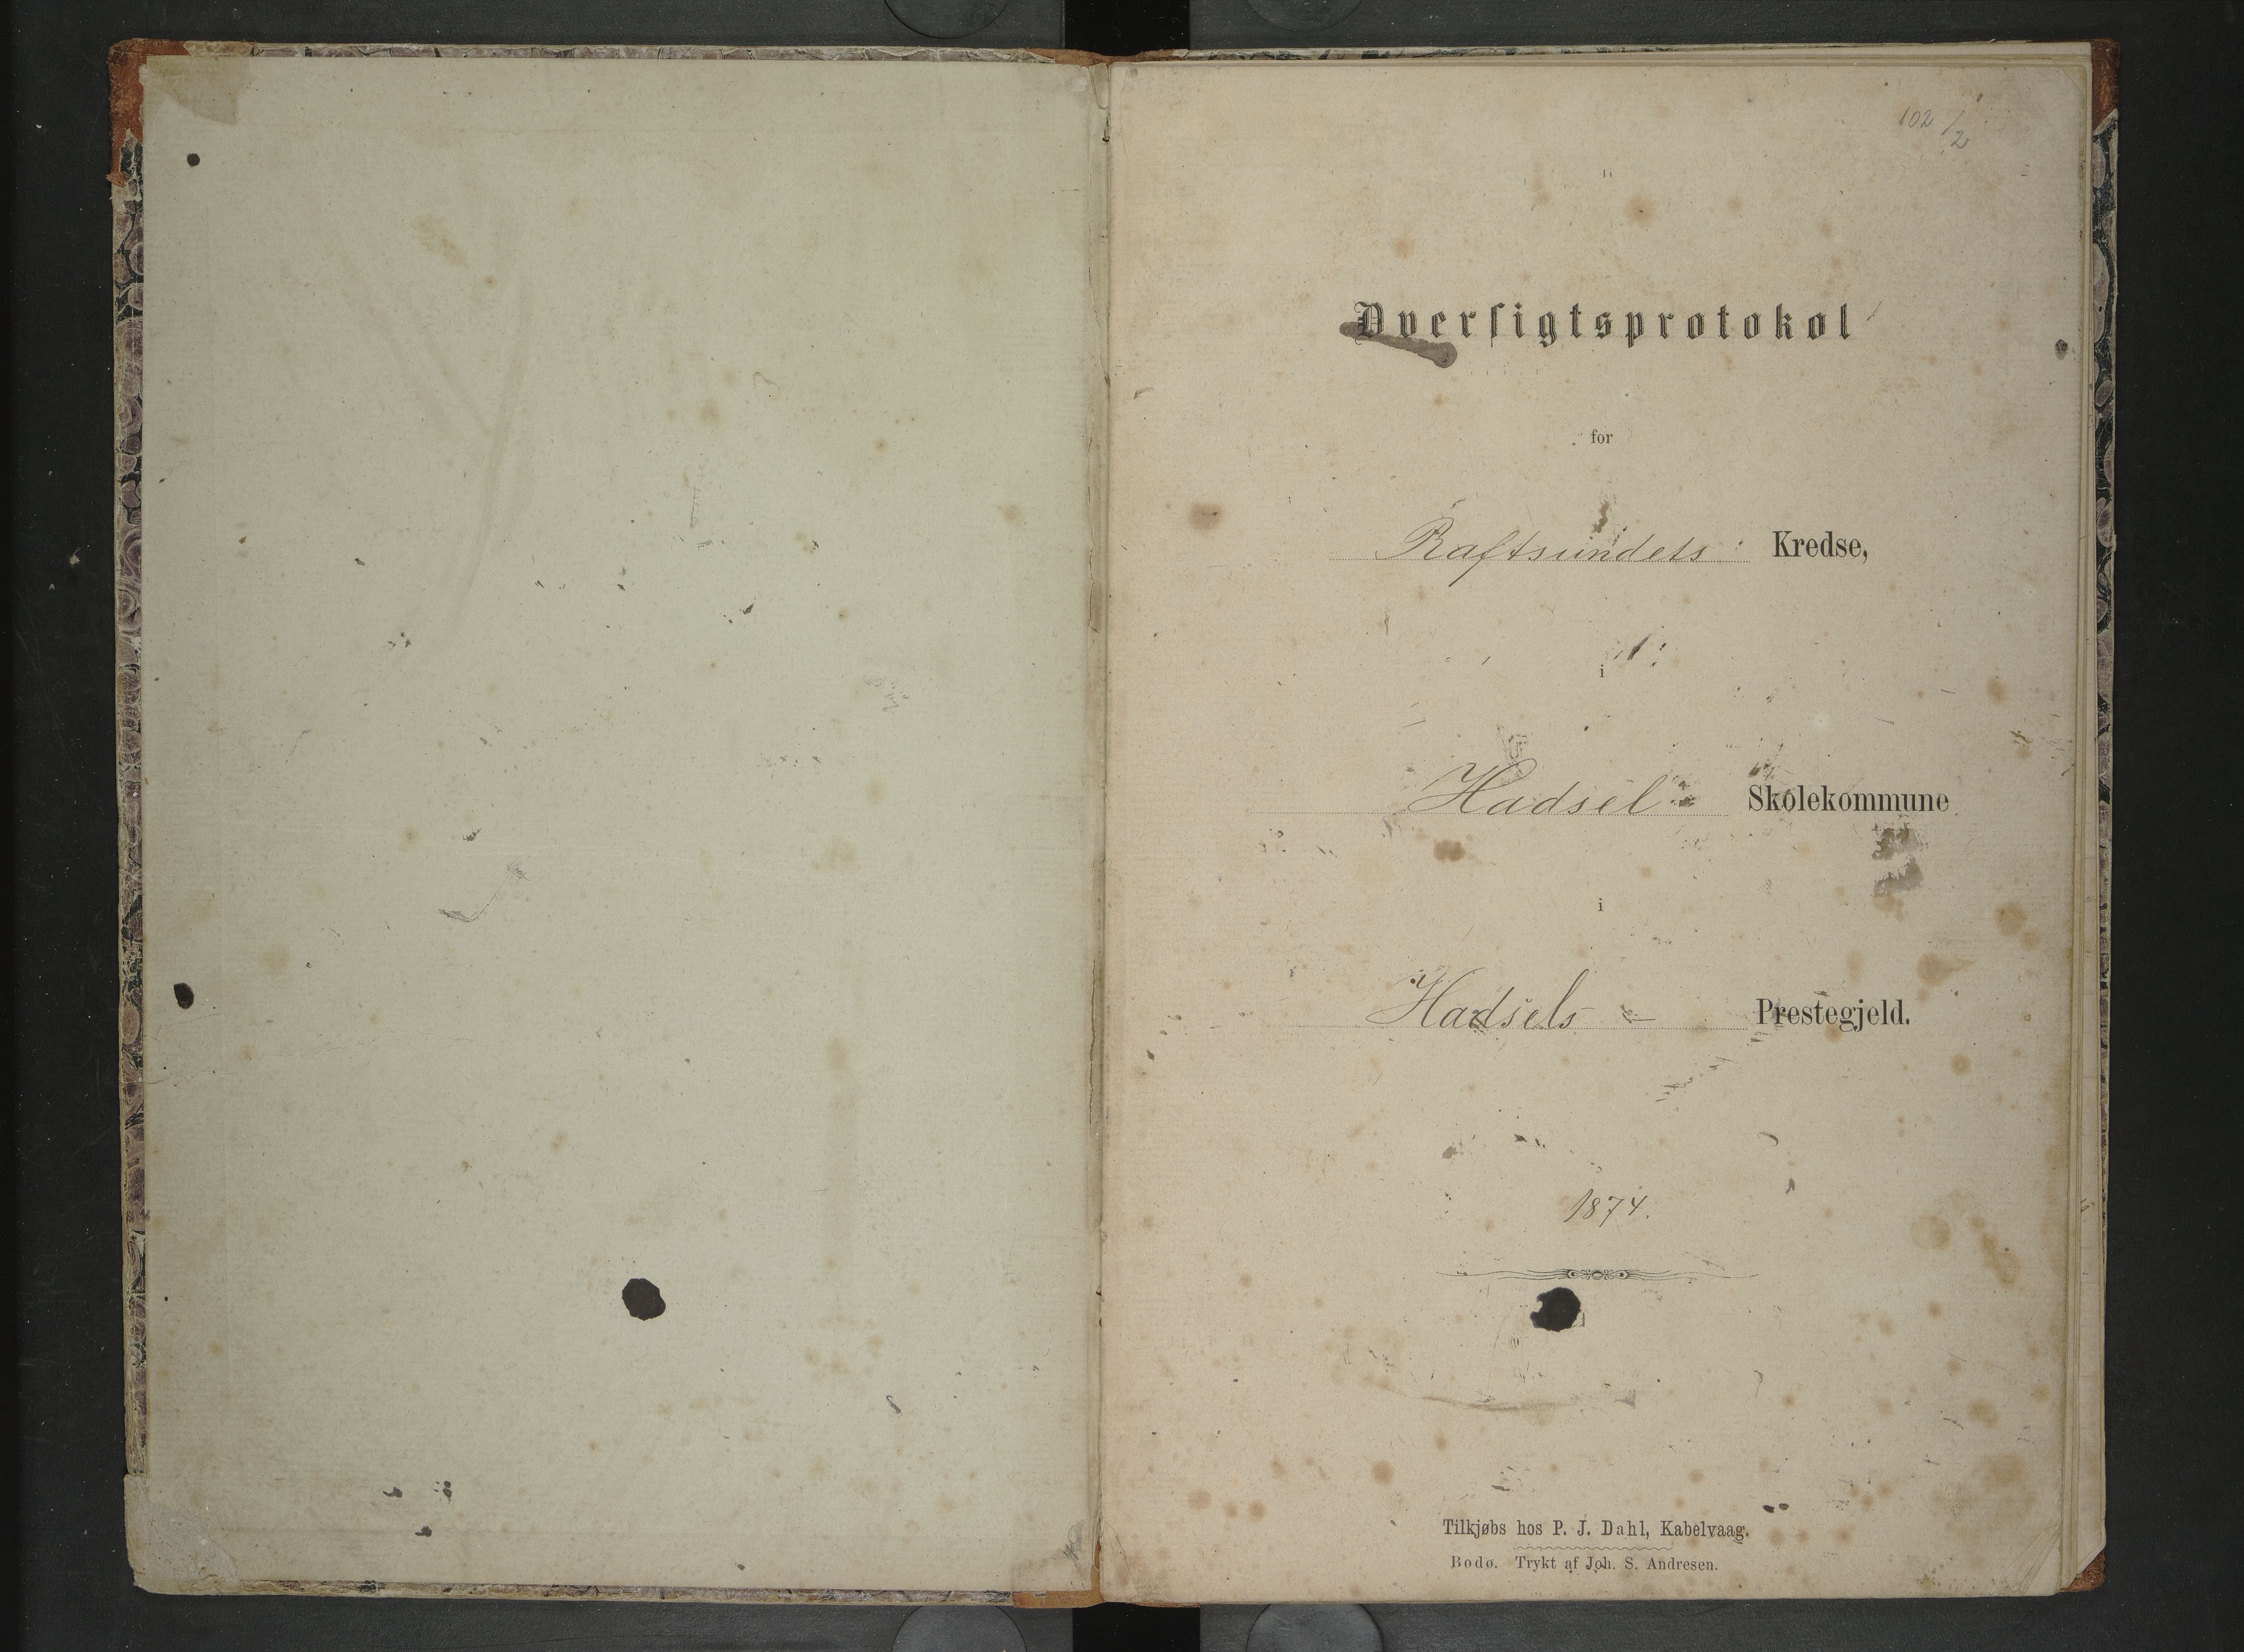 102/2
Oversigtsprotokol
for
Raftsundets Kredse,
i
Hadsel Skolekommune
i
Hadsels Prestegjeld.
1874.
Tilkjøbs hos P. J. Dahl, Kabelvaag.
Bodø. Trykt af Joh. S. Andresen.